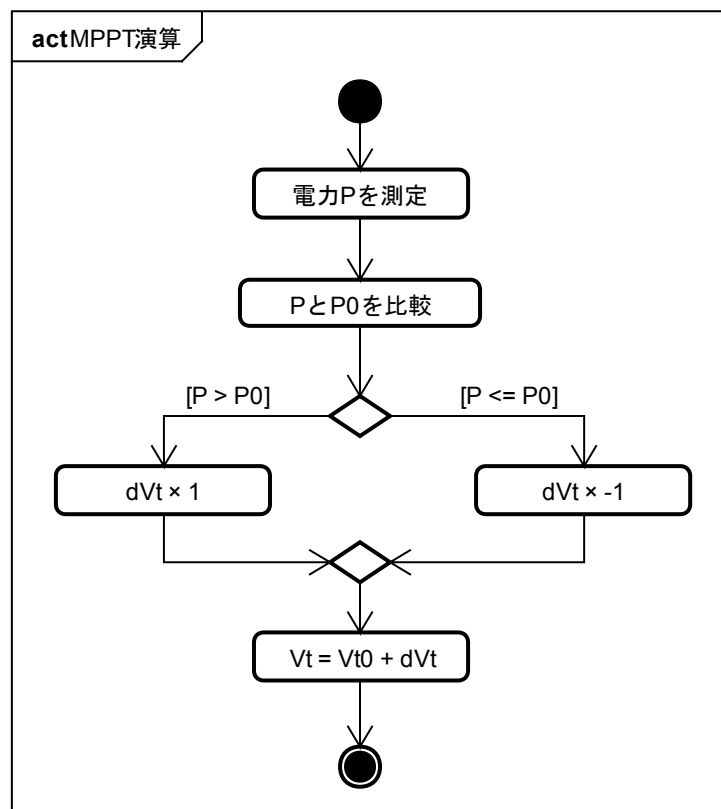 actMPPT演算
電力Pを測定
PとP0を比較
[P > P0]
[P <= P0]
dVt × 1
dVt × -1
Vt = Vt0 + dVt